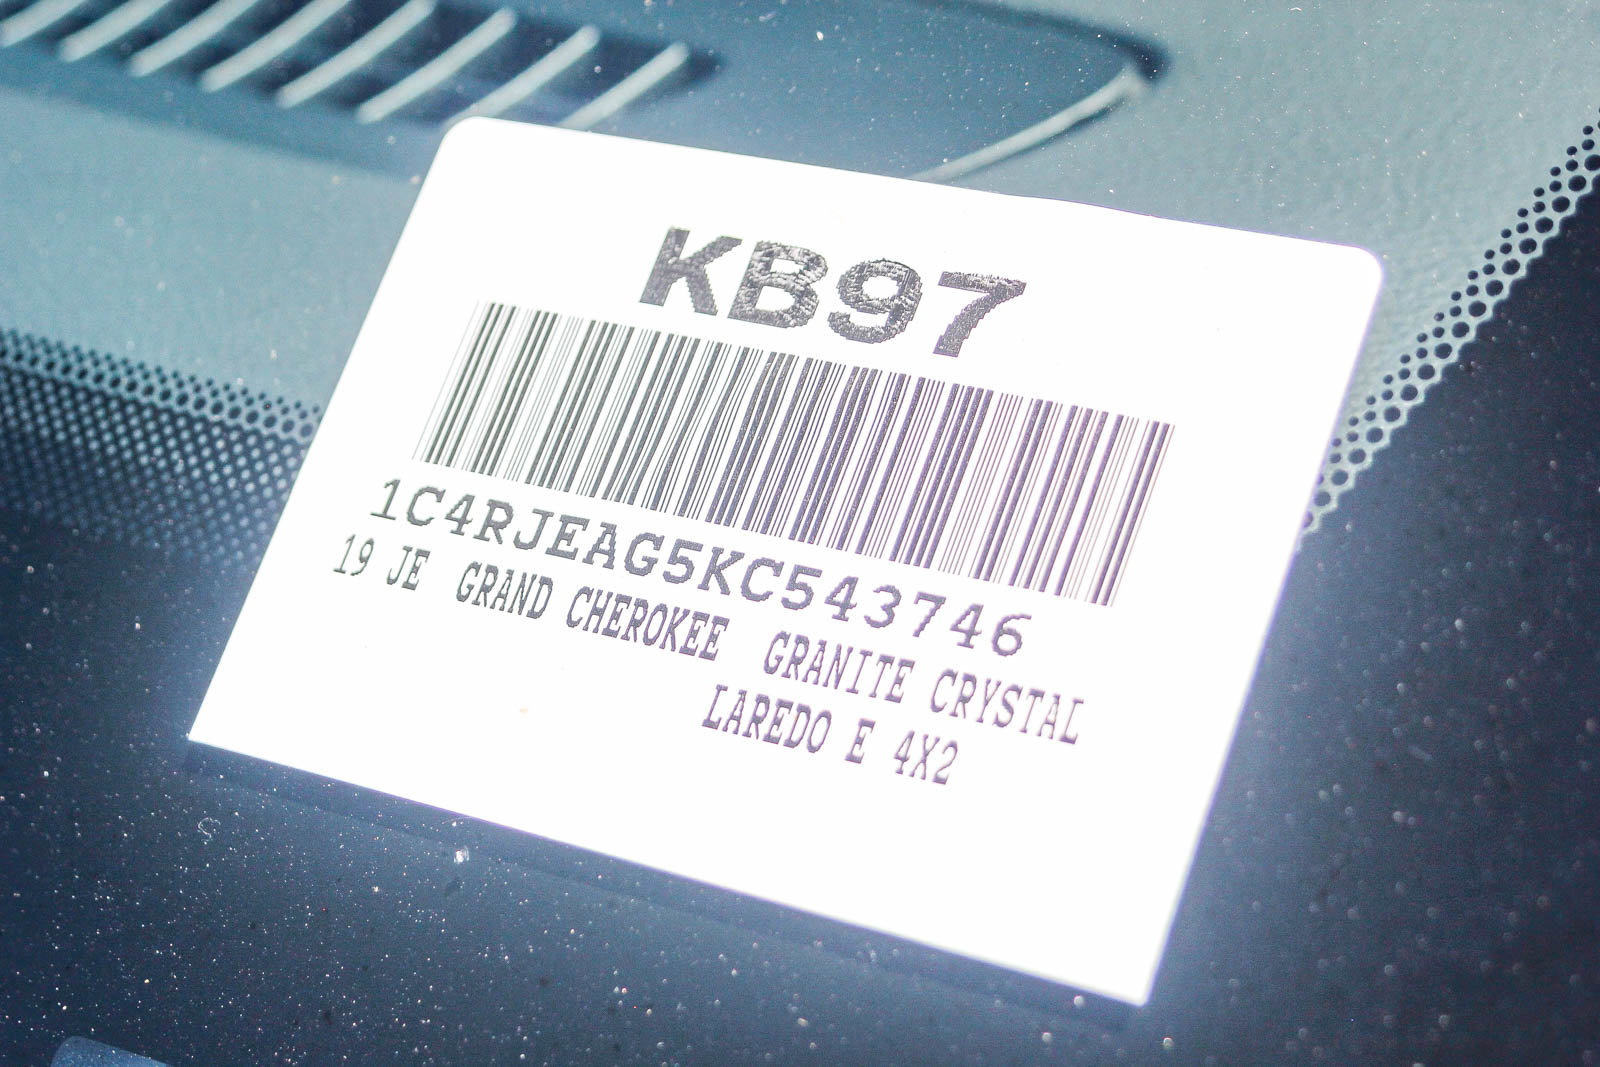 KB97
1C4RJEAG5KC543746
19 JE GRAND CHEROKEE GRANITE CRYSTAL
LAREDO E 4X2